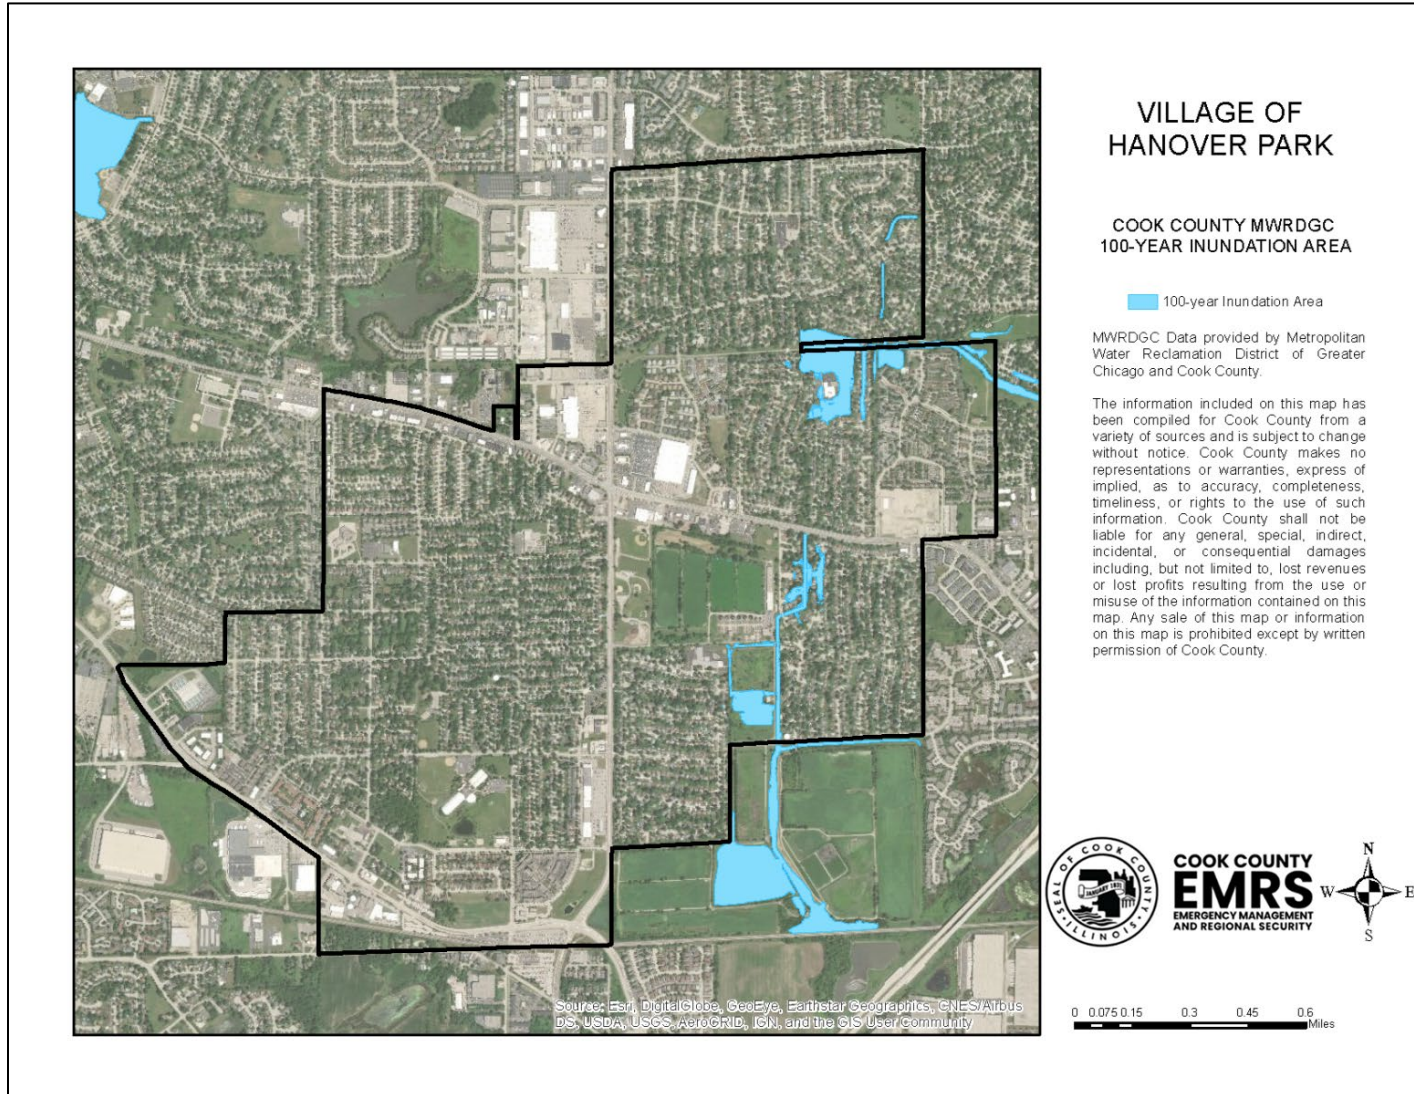 VILLAGE OF
HANOVER PARK
COOK COUNTY MWRDGC
100-YEAR INUNDATION AREA
100-year Inundation Area
MWRDGC Data provided by Metropolitan
Water Reclamation District of Greater
Chicago and Cook County.
The information included on this map has
been compiled for Cook County from a
variety of sources and is subject to change
without notice. Cook County makes no
representations or warranties, express of
implied, as to accuracy, completeness,
timeliness, or rights to the use of such
information. Cook County shall not be
liable for any general, special, indirect,
incidental, or consequential damages
including, but not limited to, lost revenues
or lost profits resulting from the use or
misuse of the information contained on this
map. Any sale of this map or information
on this map is prohibited except by written
permission of Cook County.
SEAL OF COOK COUNTY
JANUARY 1831
ILLINOIS
COOK COUNTY
EMRS
EMERGENCY MANAGEMENT
AND REGIONAL SECURITY
N
W E
S
Source: Esri, DigitalGlobe, GeoEye, Earthstar Geographics, CNES/Airbus
DS, USDA, USGS, AeroGRID, IGN, and the GIS User Community
0 0.075 0.15 0.3 0.45 0.6
Miles